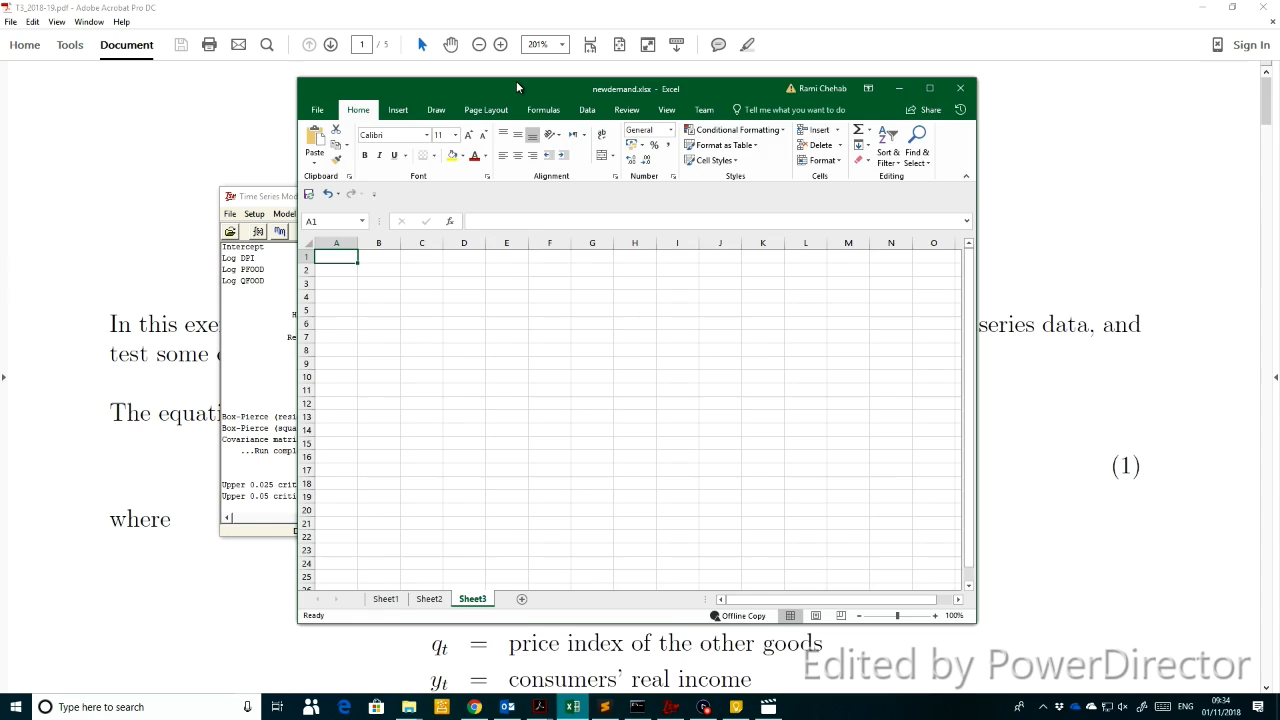 T3_2018-19.pdf - Adobe Acrobat Pro DC
File Edit View Window Help
Home Tools Document 1 / 5 201% Sign In
newdemand.xlsx - Excel Rami Chehab
File Home Insert Draw Page Layout Formulas Data Review View Team Tell me what you want to do Share
Calibri 11 General Conditional Formatting Insert
Paste B I U Format as Table Delete Sort & Find &
Cell Styles Format Filter Select
Clipboard Font Alignment Number Styles Cells Editing
Time Series Mod
File Setup Model
A1 fx
A B C D E F G H I J K L M N O
Intercept
Log DPI
Log PFOOD
Log QFOOD
H
Re
1
2
3
4
5
6
7
8
9
10
11
12
13
14
15
16
17
18
19
20
21
22
23
24
25
In this exe series data, and
test some
The equati
Box-Pierce (resi
Box-Pierce (squa
Covariance matri
...Run compl
(1)
Upper 0.025 crit
Upper 0.05 criti
where
Sheet1 Sheet2 Sheet3
Ready Offline Copy 100%
qt = price index of the other goods
yt = consumers' real income
Edited by PowerDirector
Type here to search ENG 09:34
01/11/2018